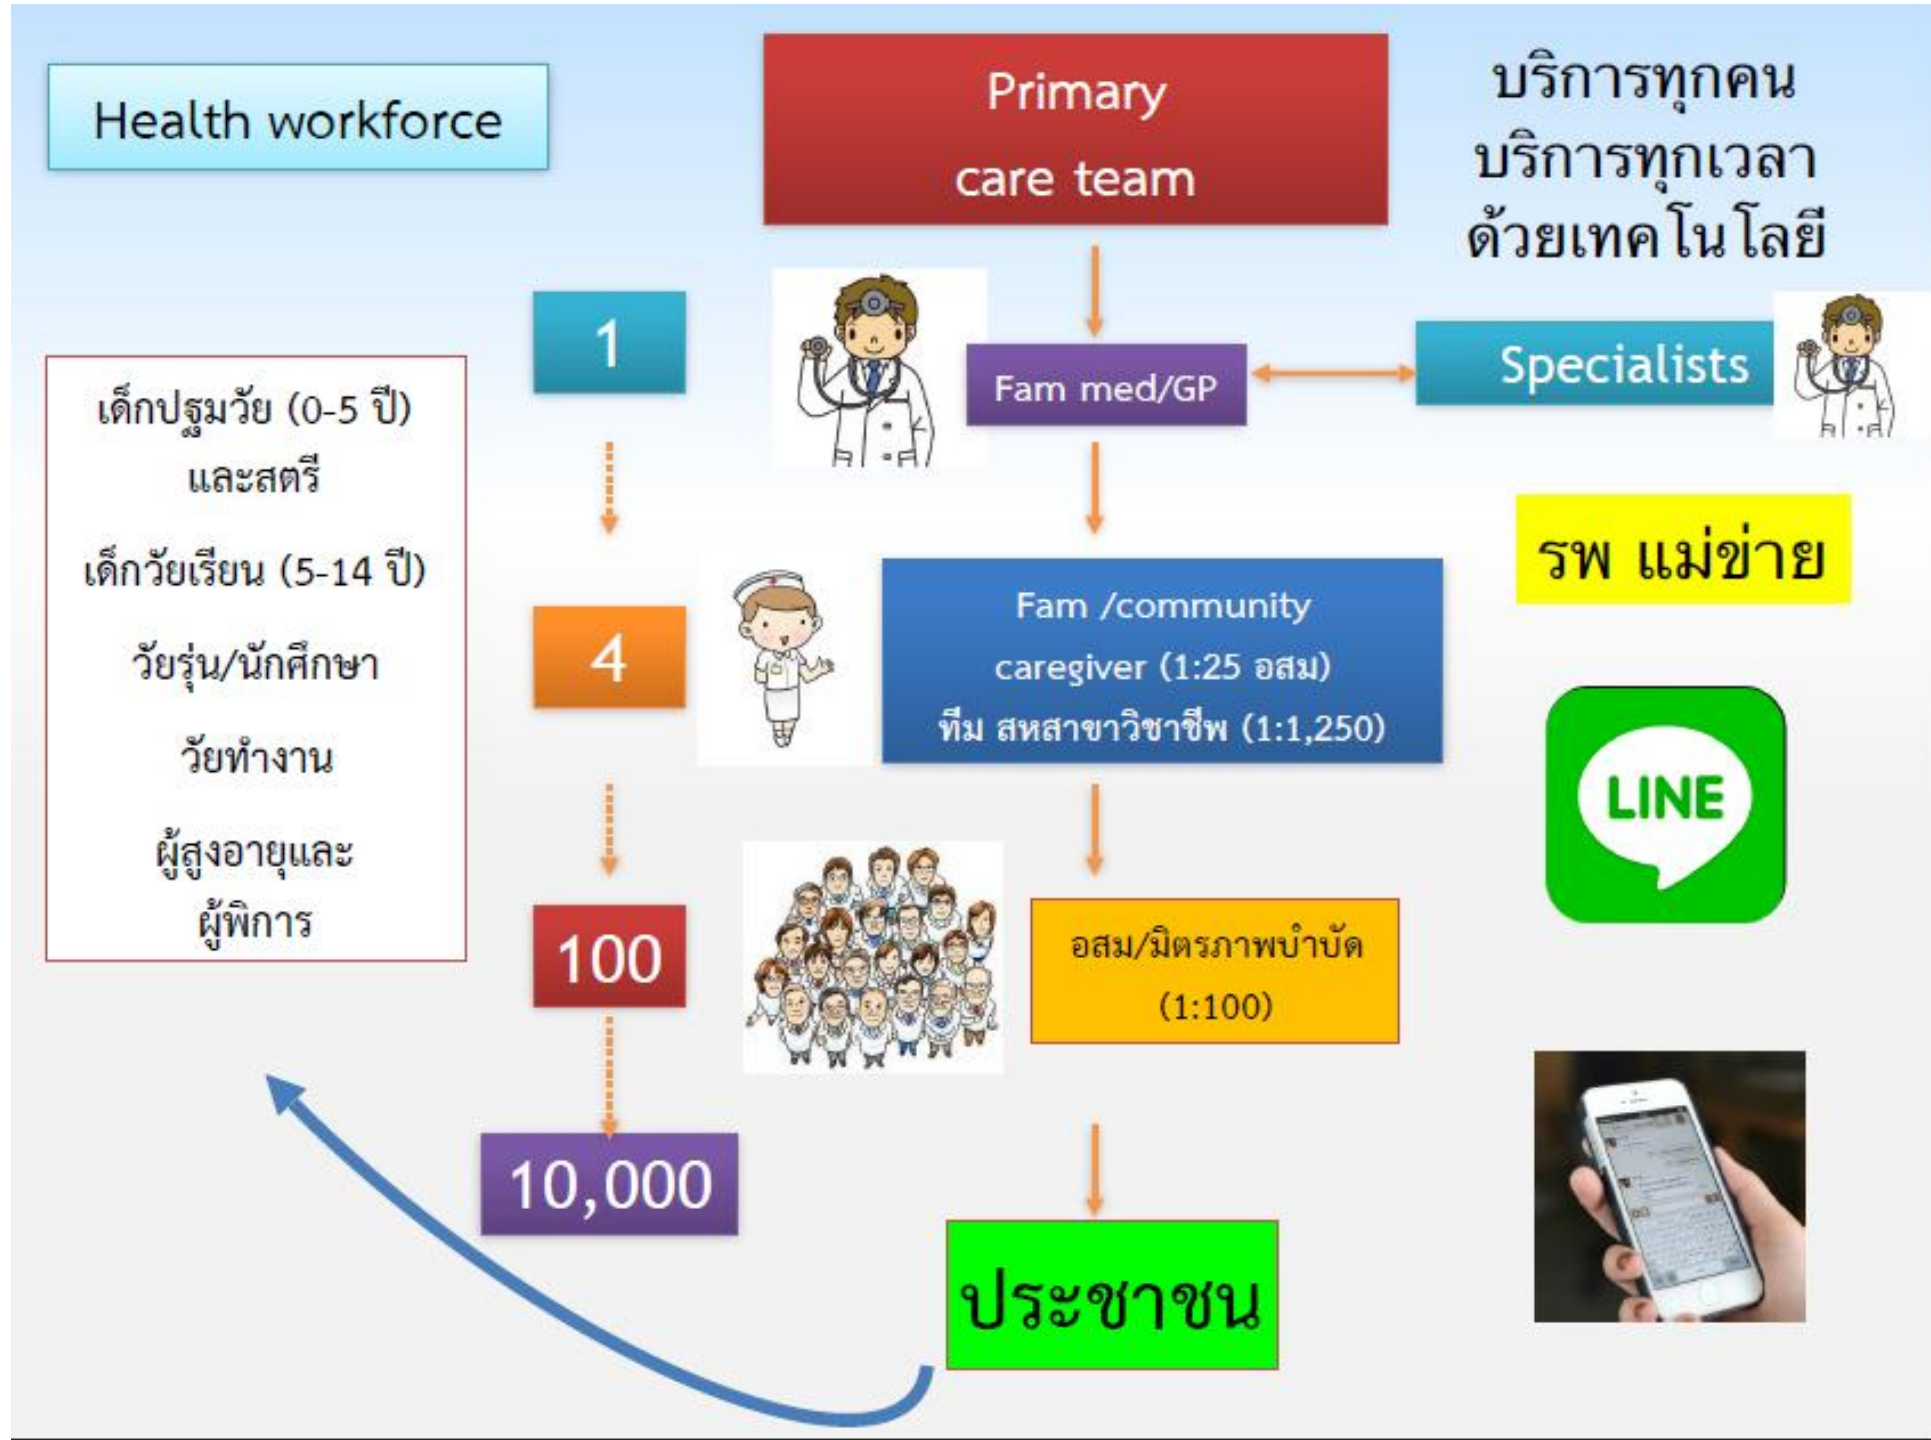 Health workforce
Primary
care team
บริการทุกคน
บริการทุกเวลา
ด้วยเทคโนโลยี
1
Fam med/GP
Specialists
เด็กปฐมวัย (0-5 ปี)
และสตรี
เด็กวัยเรียน (5-14 ปี)
วัยรุ่น/นักศึกษา
วัยทำงาน
ผู้สูงอายุและ
ผู้พิการ
4
Fam /community
caregiver (1:25 อสม)
ทีม สหสาขาวิชาชีพ (1:1,250)
รพ แม่ข่าย
LINE
100
อสม/มิตรภาพบำบัด
(1:100)
10,000
ประชาชน